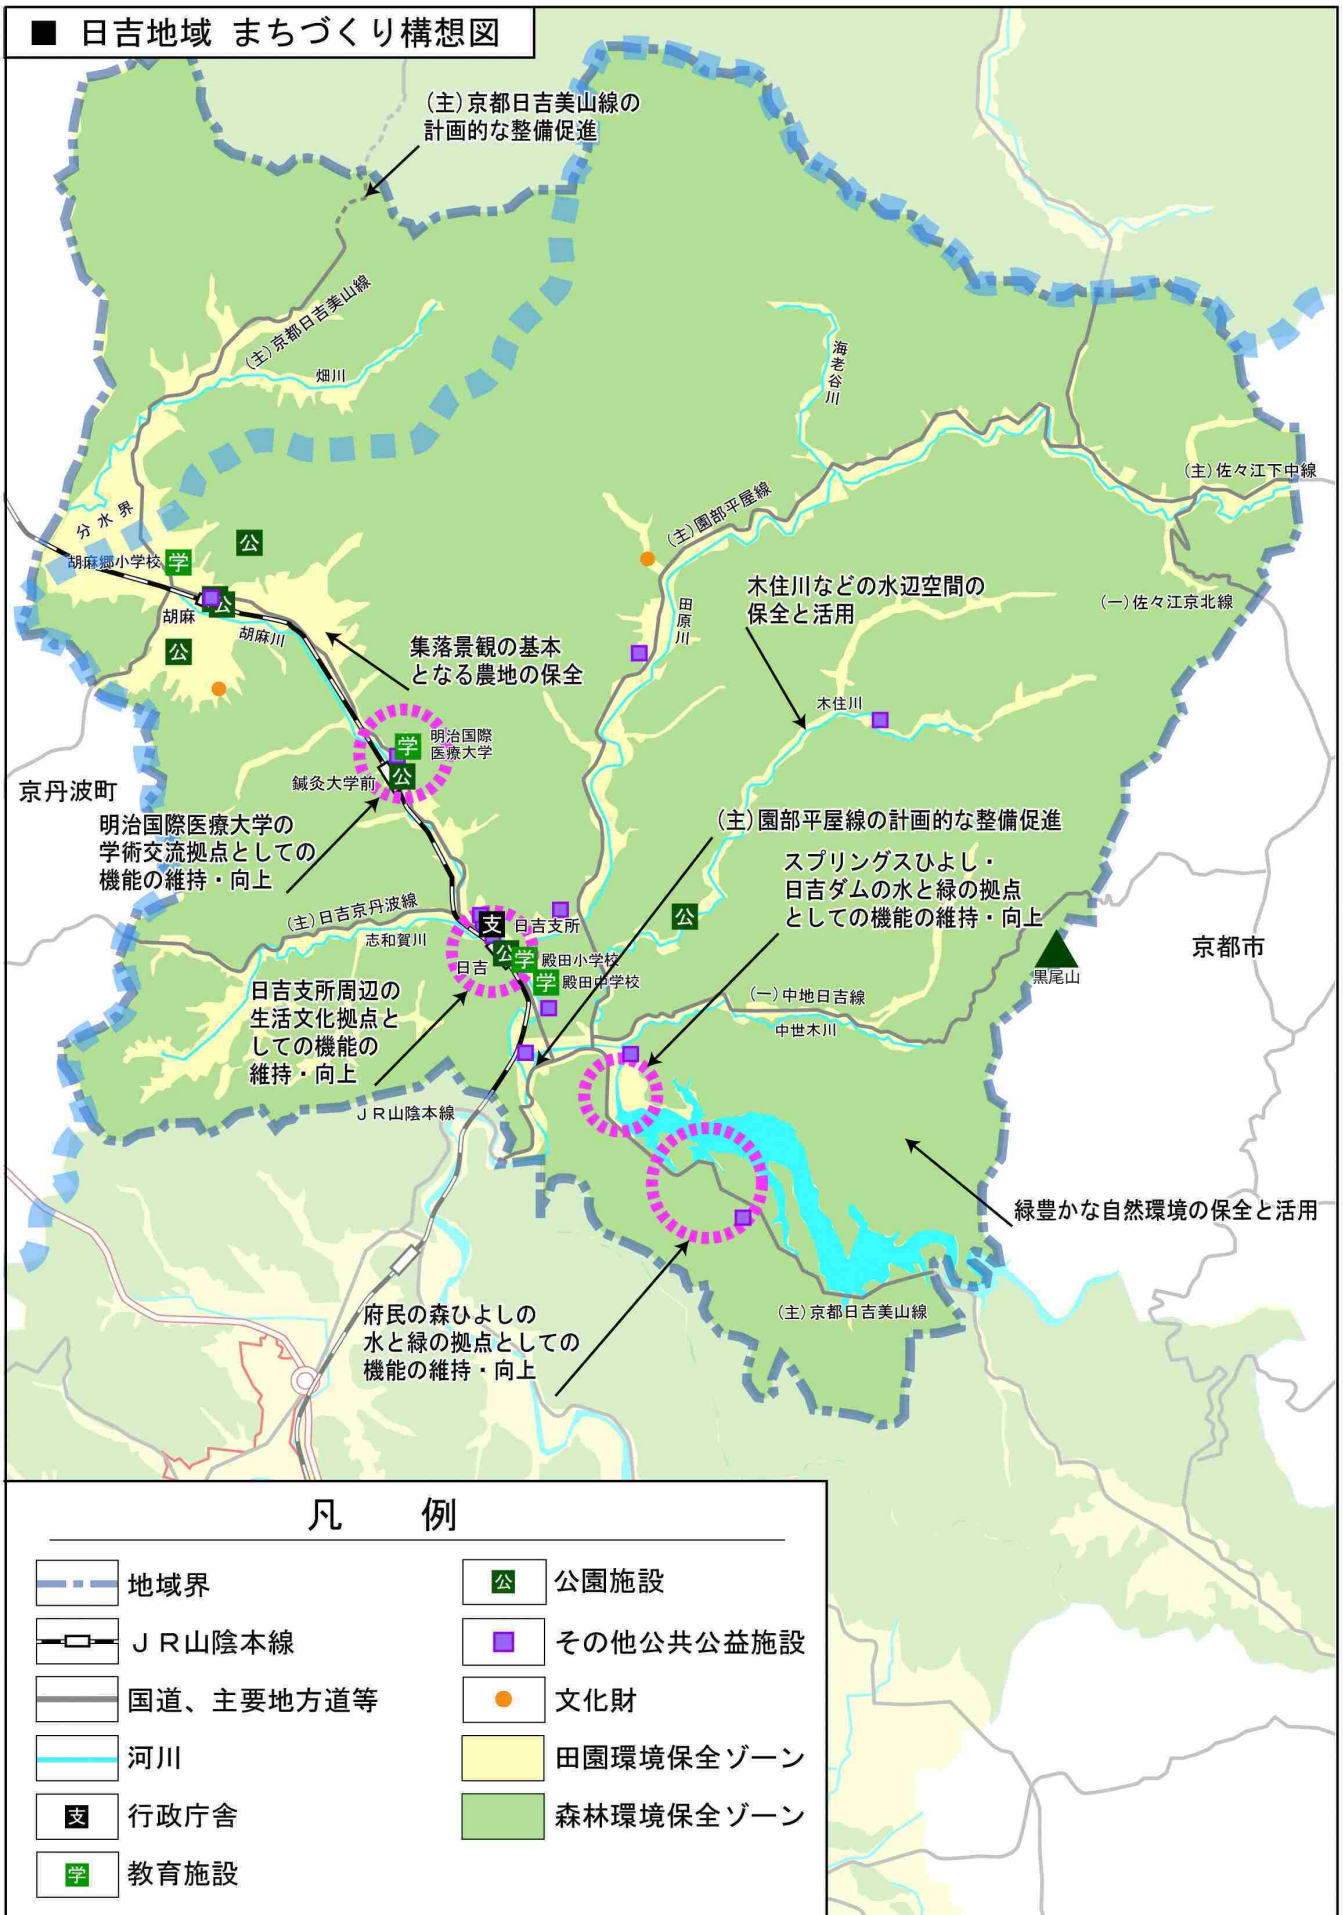 ■ 日吉地域 まちづくり構想図
(主)京都日吉美山線の
計画的な整備促進
(主)京都日吉美山線
畑川
海老谷川
(主)佐々江下中線
分水界
(主)園部平屋線
公
胡麻郷小学校
学
公
胡麻
胡麻川
田原川
木住川などの水辺空間の
保全と活用
(一)佐々江京北線
公
集落景観の基本
となる農地の保全
木住川
学
明治国際
医療大学
公
鍼灸大学前
京丹波町
明治国際医療大学の
学術交流拠点としての
機能の維持・向上
(主)園部平屋線の計画的な整備促進
スプリングスひよし・
日吉ダムの水と緑の拠点
としての機能の維持・向上
(主)日吉京丹波線
志和賀川
支
日吉支所
公
公
学
殿田小学校
日吉
学
殿田中学校
京都市
黒尾山
日吉支所周辺の
生活文化拠点と
しての機能の
維持・向上
(一)中地日吉線
中世木川
JR山陰本線
緑豊かな自然環境の保全と活用
府民の森ひよしの
水と緑の拠点としての
機能の維持・向上
(主)京都日吉美山線
凡 例
地域界
JR山陰本線
国道、主要地方道等
河川
支
行政庁舎
学
教育施設
公
公園施設
その他公共公益施設
文化財
田園環境保全ゾーン
森林環境保全ゾーン